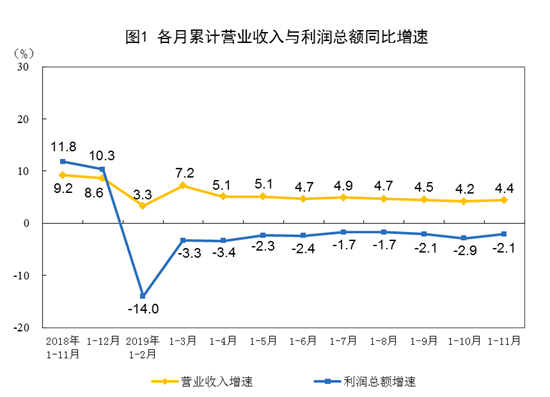 图1 各月累计营业收入与利润总额同比增速
(%)
30
20
10
0
-10
-20
11.8
10.3
9.2
8.6
3.3
7.2
5.1
5.1
4.7
4.9
4.7
4.5
4.2
4.4
-14.0
-3.3
-3.4
-2.3
-2.4
-1.7
-1.7
-2.1
-2.9
-2.1
2018年
1-11月
1-12月
2019年
1-2月
1-3月
1-4月
1-5月
1-6月
1-7月
1-8月
1-9月
1-10月
1-11月
营业收入增速
利润总额增速